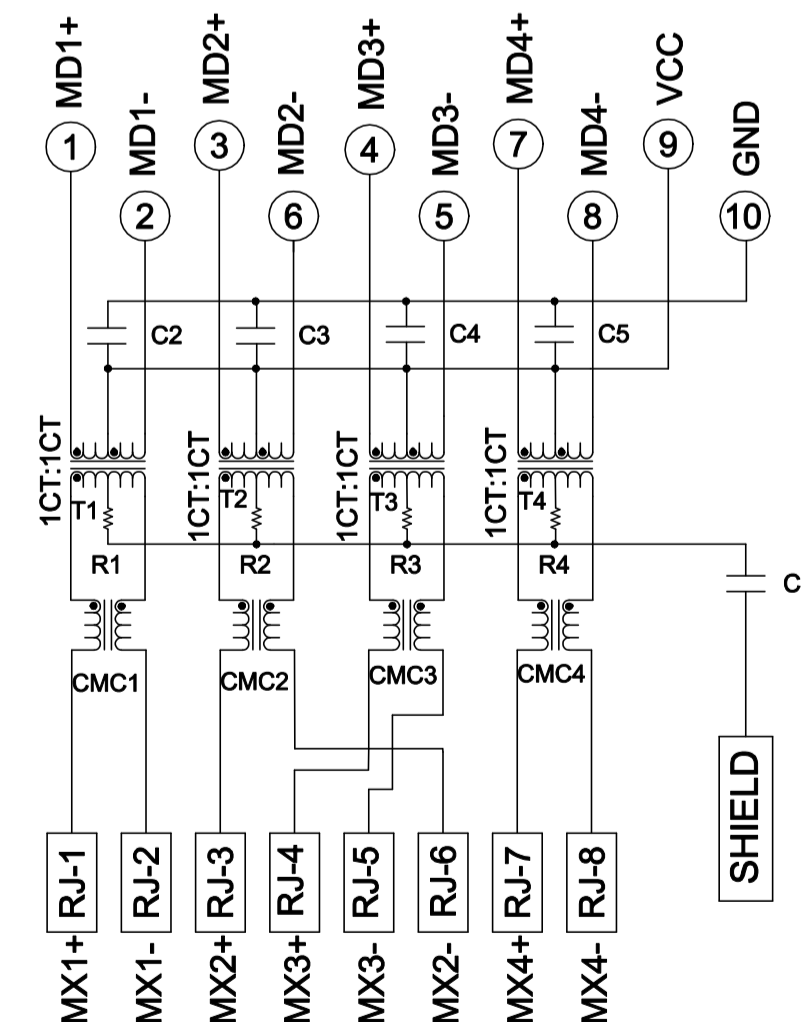 MD1+
MD1-
MD2+
MD2-
MD3+
MD3-
MD4+
MD4-
VCC
GND
1
2
3
6
4
5
7
8
9
10
C2
C3
C4
C5
1CT:1CT
1CT:1CT
1CT:1CT
1CT:1CT
T1
T2
T3
T4
R1
R2
R3
R4
C
CMC1
CMC2
CMC3
CMC4
SHIELD
RJ-1
RJ-2
RJ-3
RJ-4
RJ-5
RJ-6
RJ-7
RJ-8
MX1+
MX1-
MX2+
MX3+
MX3-
MX2-
MX4+
MX4-